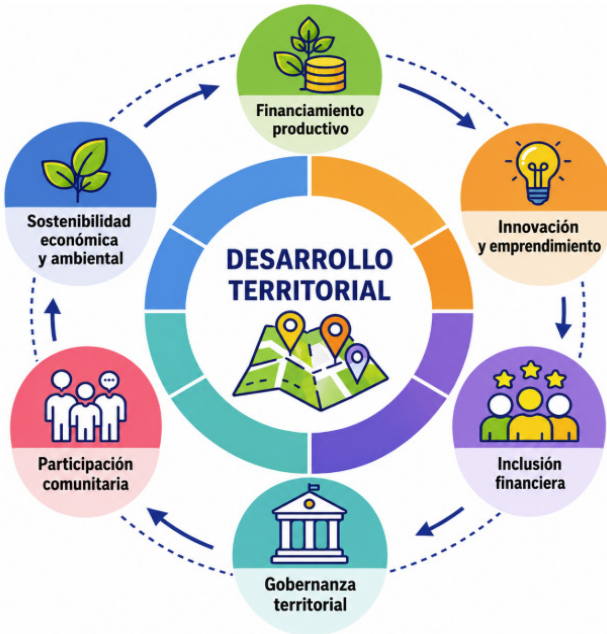 Financiamiento
productivo
Innovación
y emprendimiento
Inclusión
financiera
Gobernanza
territorial
Participación
comunitaria
Sostenibilidad
económica
y ambiental
DESARROLLO
TERRITORIAL